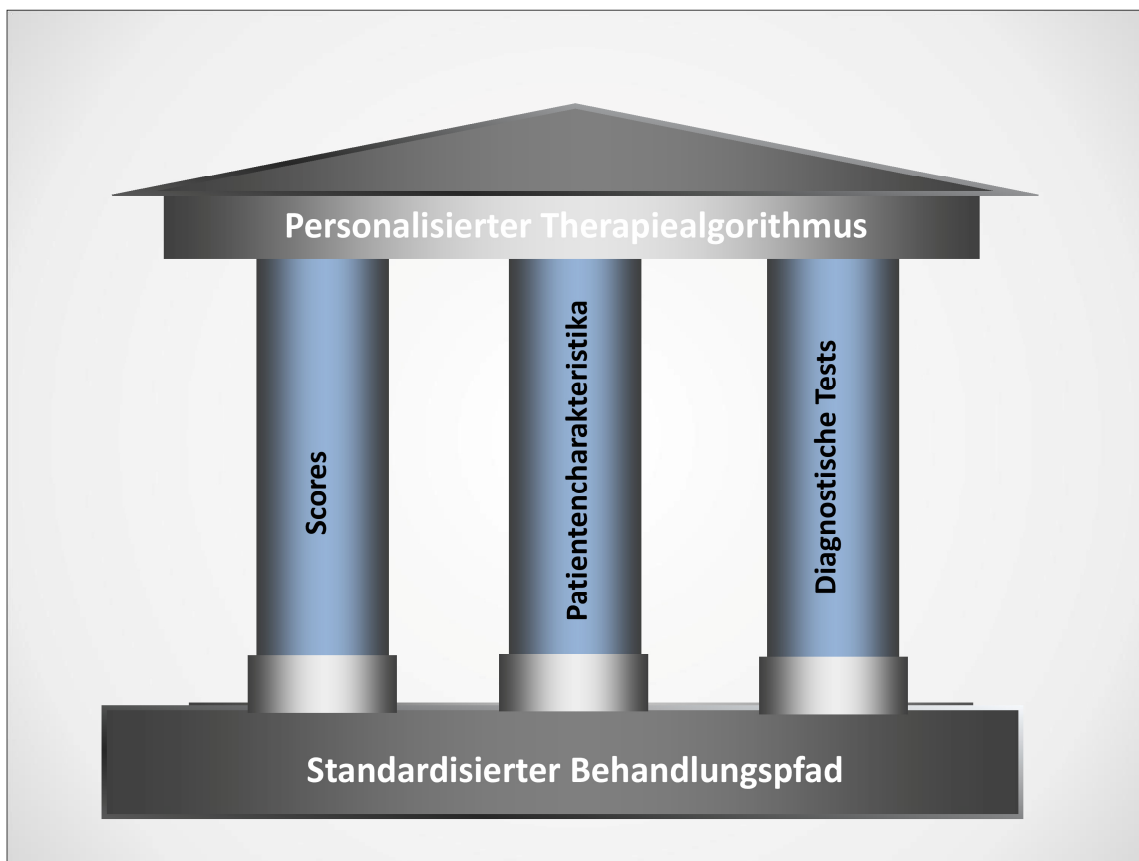 Personalisierter Therapiealgorithmus
Scores
Patientencharakteristika
Diagnostische Tests
Standardisierter Behandlungspfad